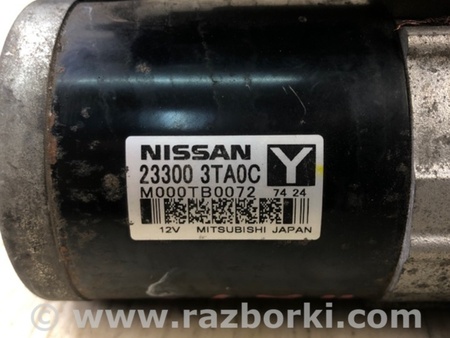 NISSAN Y
23300 3TA0C
M000TB0072 74 24
12V MITSUBISHI JAPAN
www.razborki.com